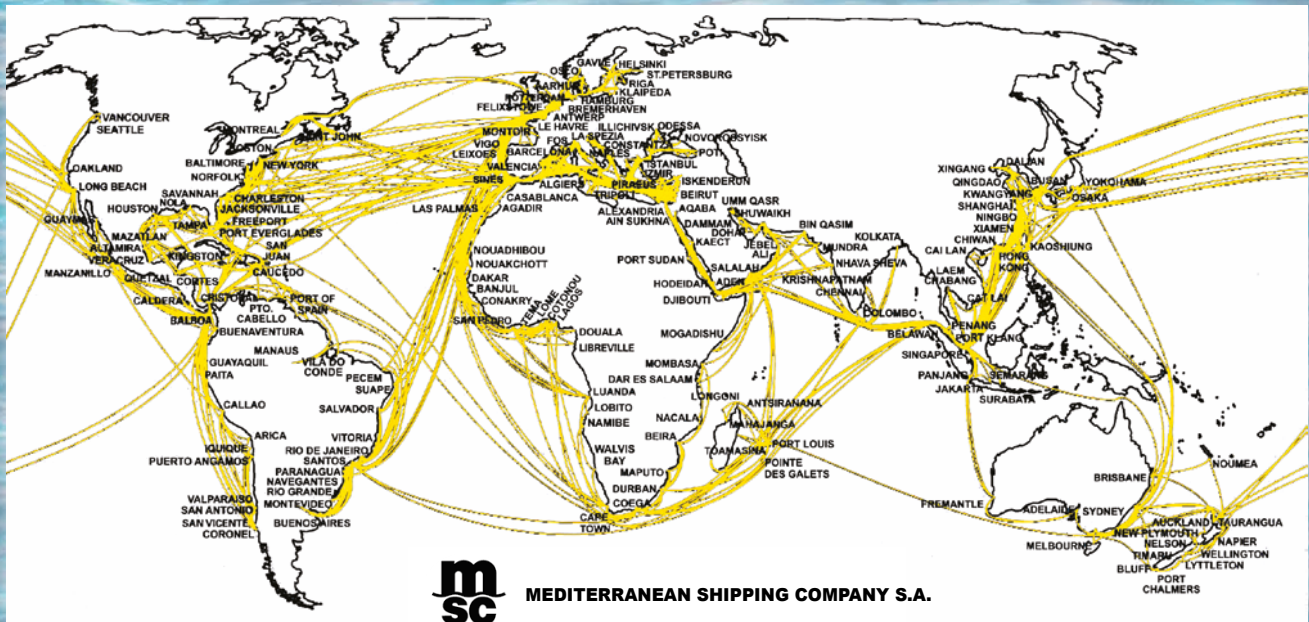 GAVLE
HELSINKI
OSLO
ST.PETERSBURG
AARHUS
RIGA
KLAIPEDA
ROTTERDAM
HAMBURG
FELIXSTOWE
BREMERHAVEN
ANTWERP
VANCOUVER
SEATTLE
MONTREAL
SAINT JOHN
MONTOIR
LE HAVRE
ILLICHIVSK
ODESSA
BOSTON
VIGO
FOS
LA SPEZIA
CONSTANTZA
NOVOROSSYISK
LEIXOES
BARCELONA
NAPLES
POTI
OAKLAND
BALTIMORE
NEW YORK
NORFOLK
VALENCIA
ISTANBUL
IZMIR
XINGANG
DALIAN
LONG BEACH
SINES
ALGIERS
PIRAEUS
ISKENDERUN
QINGDAO
BUSAN
YOKOHOMA
SAVANNAH
CHARLESTON
CASABLANCA
TRIPOLI
BEIRUT
UMM QASR
KWANGYANG
OSAKA
HOUSTON
NOLA
JACKSONVILLE
LAS PALMAS
AGADIR
ALEXANDRIA
AQABA
SHUWAIKH
SHANGHAI
GUAYMAS
TAMPA
FREEPORT
AIN SUKHNA
DAMMAM
DOHAR
BIN QASIM
NINGBO
MAZATLAN
PORT EVERGLADES
KAECT
JEBEL
ALI
MUNDRA
KOLKATA
XIAMEN
ALTAMIRA
SAN
JUAN
NOUADHIBOU
CHIWAN
KAOSHIUNG
VERACRUZ
KINGSTON
CAI LAN
HONG
KONG
MANZANILLO
QUETZAL
CORTES
CAUCEDO
NOUAKCHOTT
PORT SUDAN
SALALAH
NHAVA SHEVA
LAEM
CHABANG
CALDERA
CRISTOBAL
PORT OF
SPAIN
DAKAR
BANJUL
HODEIDAH
ADEN
KRISHNAPATNAM
CHENNAI
CAT LAI
PTO.
CABELLO
CONAKRY
DJIBOUTI
BALBOA
BUENAVENTURA
SAN PEDRO
TEMA
LOME
COTONOU
LAGOS
DOUALA
COLOMBO
PENANG
MANAUS
LIBREVILLE
MOGADISHU
BELAWAN
PORT KLANG
GUAYAQUIL
VILA DO
CONDE
SINGAPORE
PAITA
PECEM
MOMBASA
PANJANG
SEMARANG
SUAPE
DAR ES SALAAM
JAKARTA
SURABAYA
CALLAO
SALVADOR
LUANDA
LONGONI
ANTSIRANANA
LOBITO
NACALA
MAHAJANGA
NAMIBE
ARICA
VITORIA
BEIRA
PORT LOUIS
IQUIQUE
RIO DE JANEIRO
WALVIS
BAY
TOAMASINA
PUERTO ANGAMOS
SANTOS
POINTE
DES GALETS
NOUMEA
PARANAGUA
MAPUTO
BRISBANE
NAVEGANTES
DURBAN
VALPARAISO
RIO GRANDE
COEGA
FREMANTLE
SAN ANTONIO
MONTEVIDEO
CAPE
TOWN
ADELAIDE
SYDNEY
SAN VICENTE
BUENOS AIRES
AUCKLAND
TAURANGUA
CORONEL
NEW PLYMOUTH
MELBOURNE
NELSON
NAPIER
TIMARU
WELLINGTON
BLUFF
LYTTLETON
PORT
CHALMERS
m
sc
MEDITERRANEAN SHIPPING COMPANY S.A.